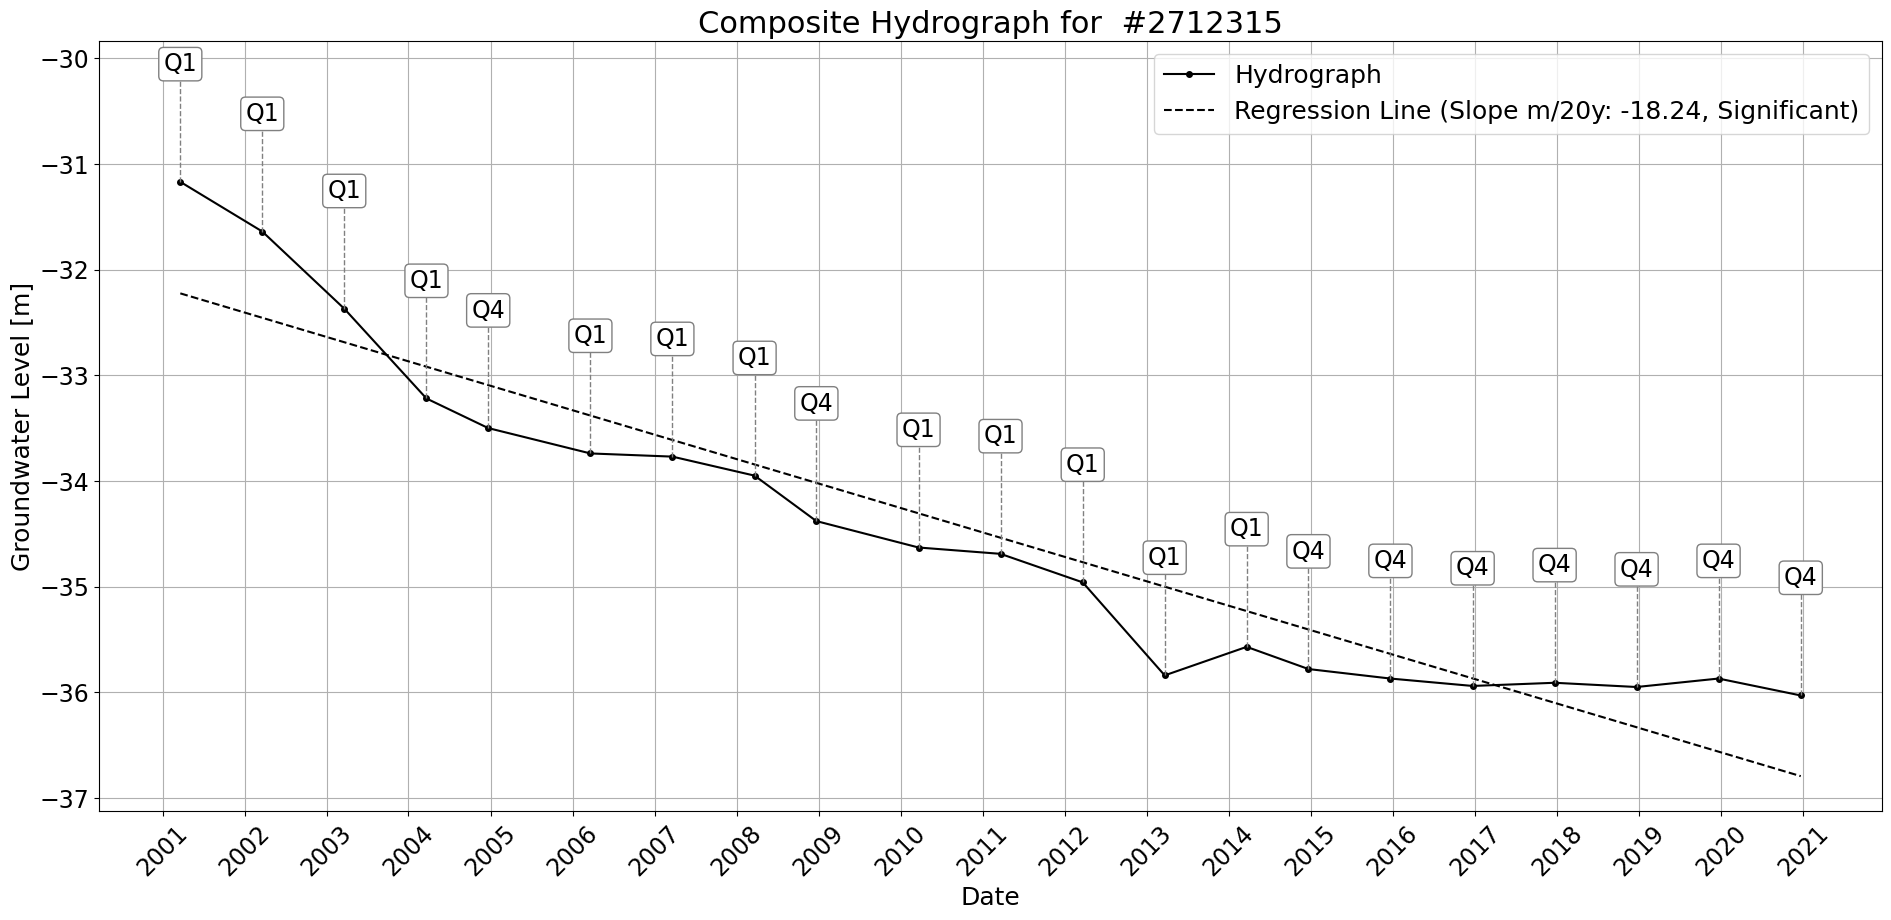 Composite Hydrograph for  #2712315
Hydrograph
Regression Line (Slope m/20y: -18.24, Significant)
Groundwater Level [m]
−30
−31
−32
−33
−34
−35
−36
−37
Q1
Q1
Q1
Q1
Q4
Q1
Q1
Q1
Q4
Q1
Q1
Q1
Q1
Q1
Q4
Q4
Q4
Q4
Q4
Q4
Q4
2001
2002
2003
2004
2005
2006
2007
2008
2009
2010
2011
2012
2013
2014
2015
2016
2017
2018
2019
2020
2021
Date